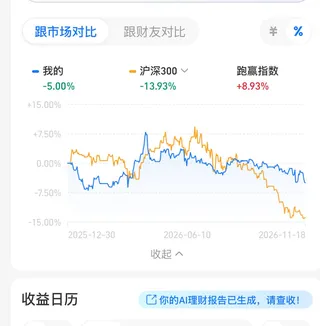 跟市场对比 跟财友对比 ¥ %
我的 沪深300 跑赢指数
-5.00% -13.93% +8.93%
+15.00%
+7.50%
0.00%
-7.50%
-15.00%
2025-12-30 2026-06-10 2026-11-18
收起
收益日历 你的AI理财报告已生成，请查收！